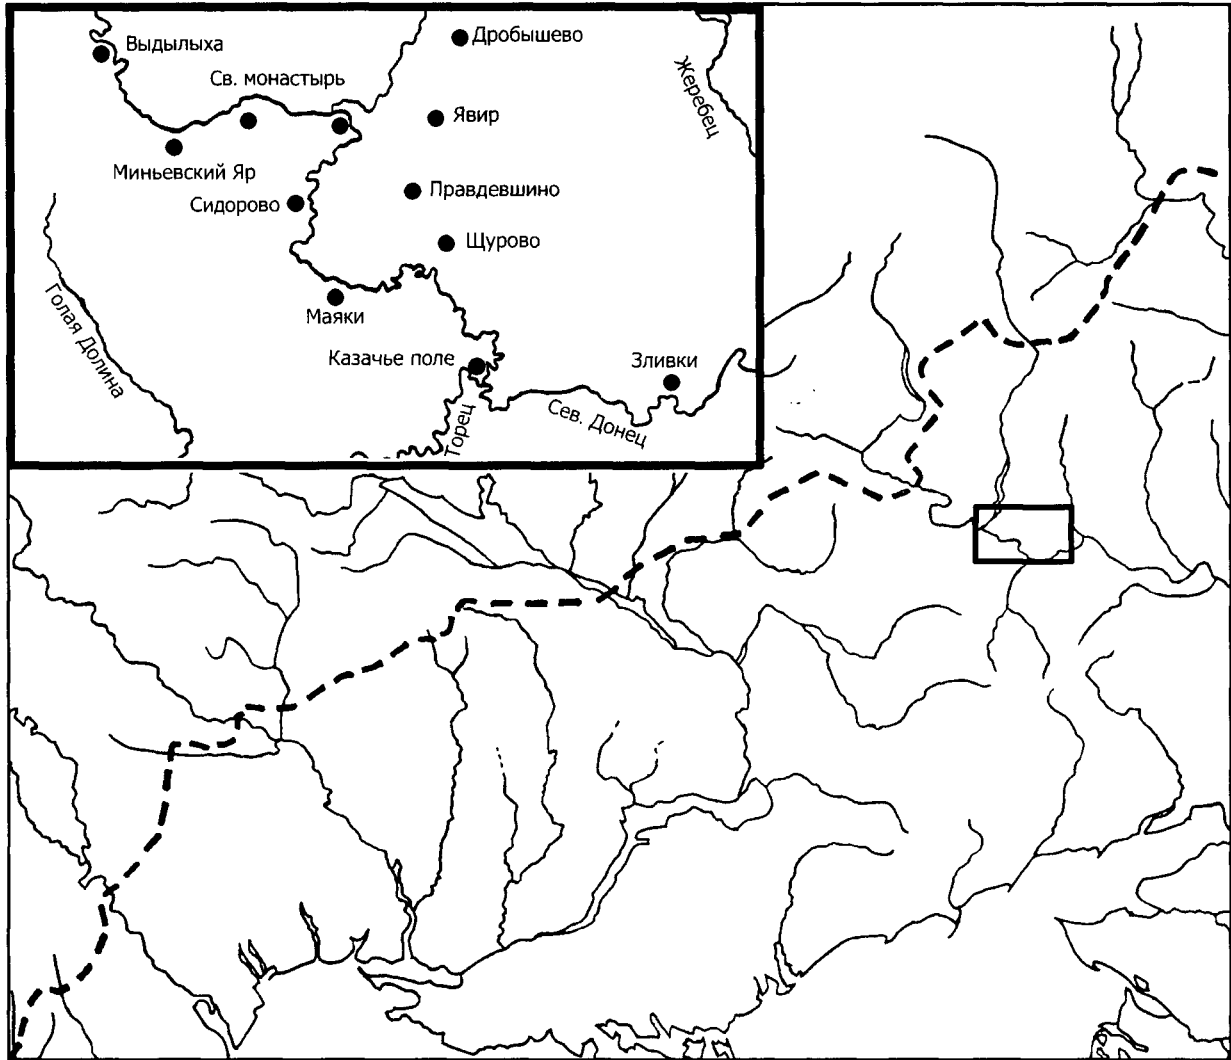 Выдылыха
Дробышево
Св. монастырь
Жеребец
Явир
Миньевский Яр
Правдевшино
Сидорово
Щурово
Голая Долина
Маяки
Казачье поле
Зливки
Торец
Сев. Донец